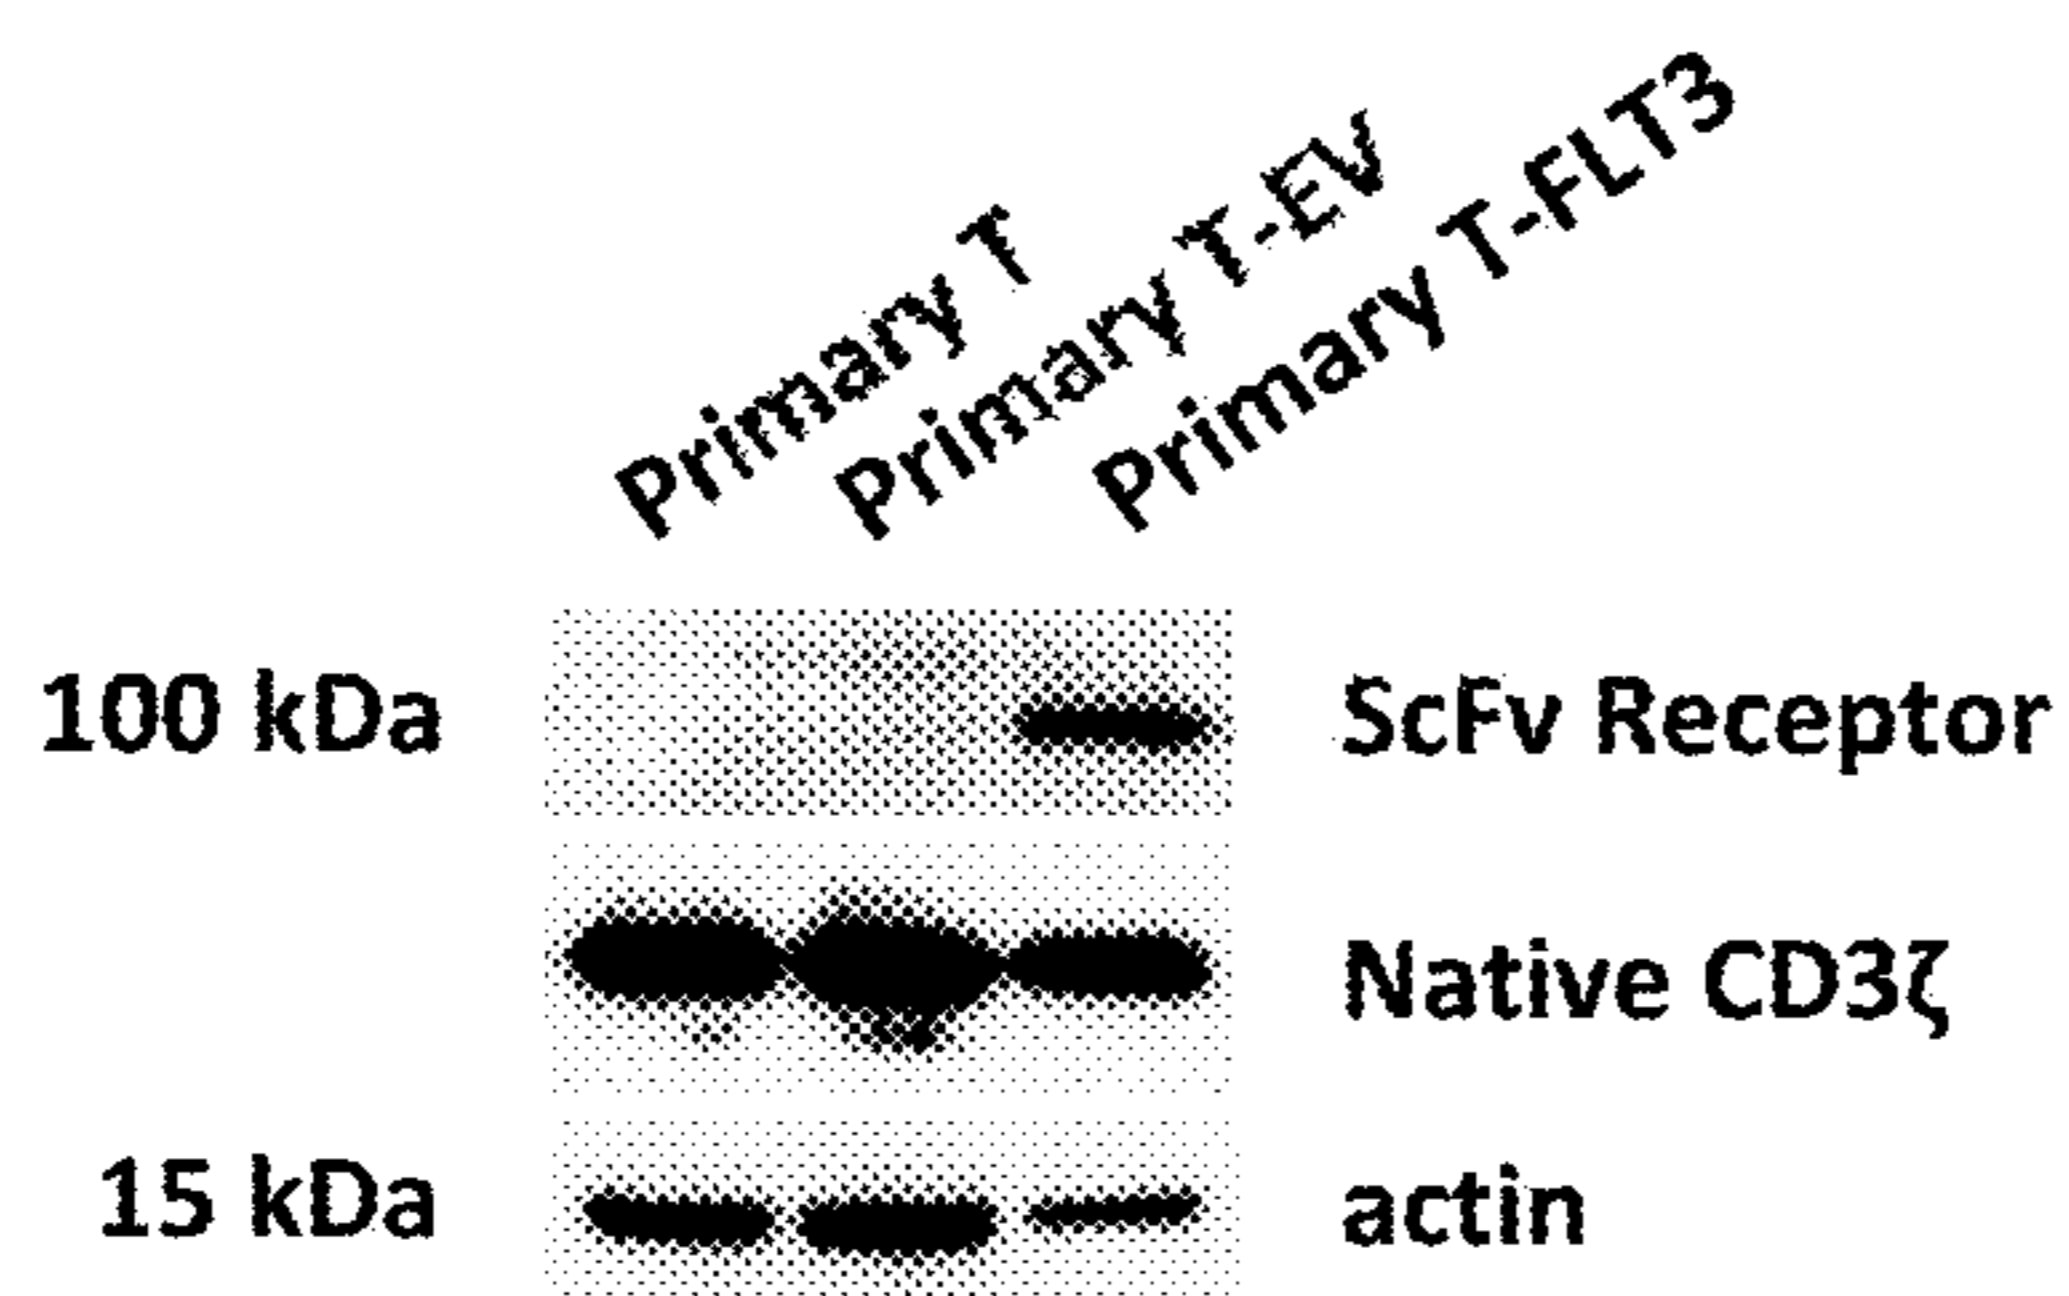 Primary T
Primary T-EV
Primary T-FLT3
100 kDa
ScFv Receptor
Native CD3ζ
15 kDa
actin